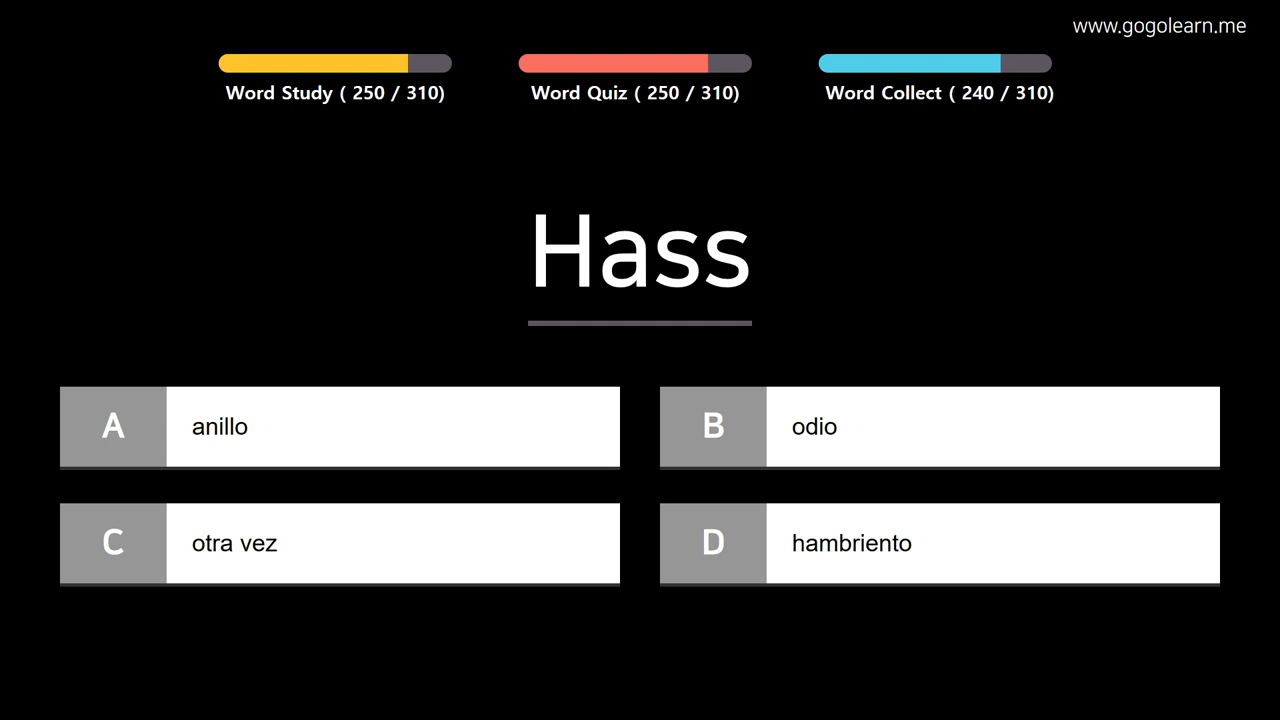 www.gogolearn.me
Word Study ( 250 / 310)
Word Quiz ( 250 / 310)
Word Collect ( 240 / 310)
Hass
A anillo
B odio
C otra vez
D hambriento